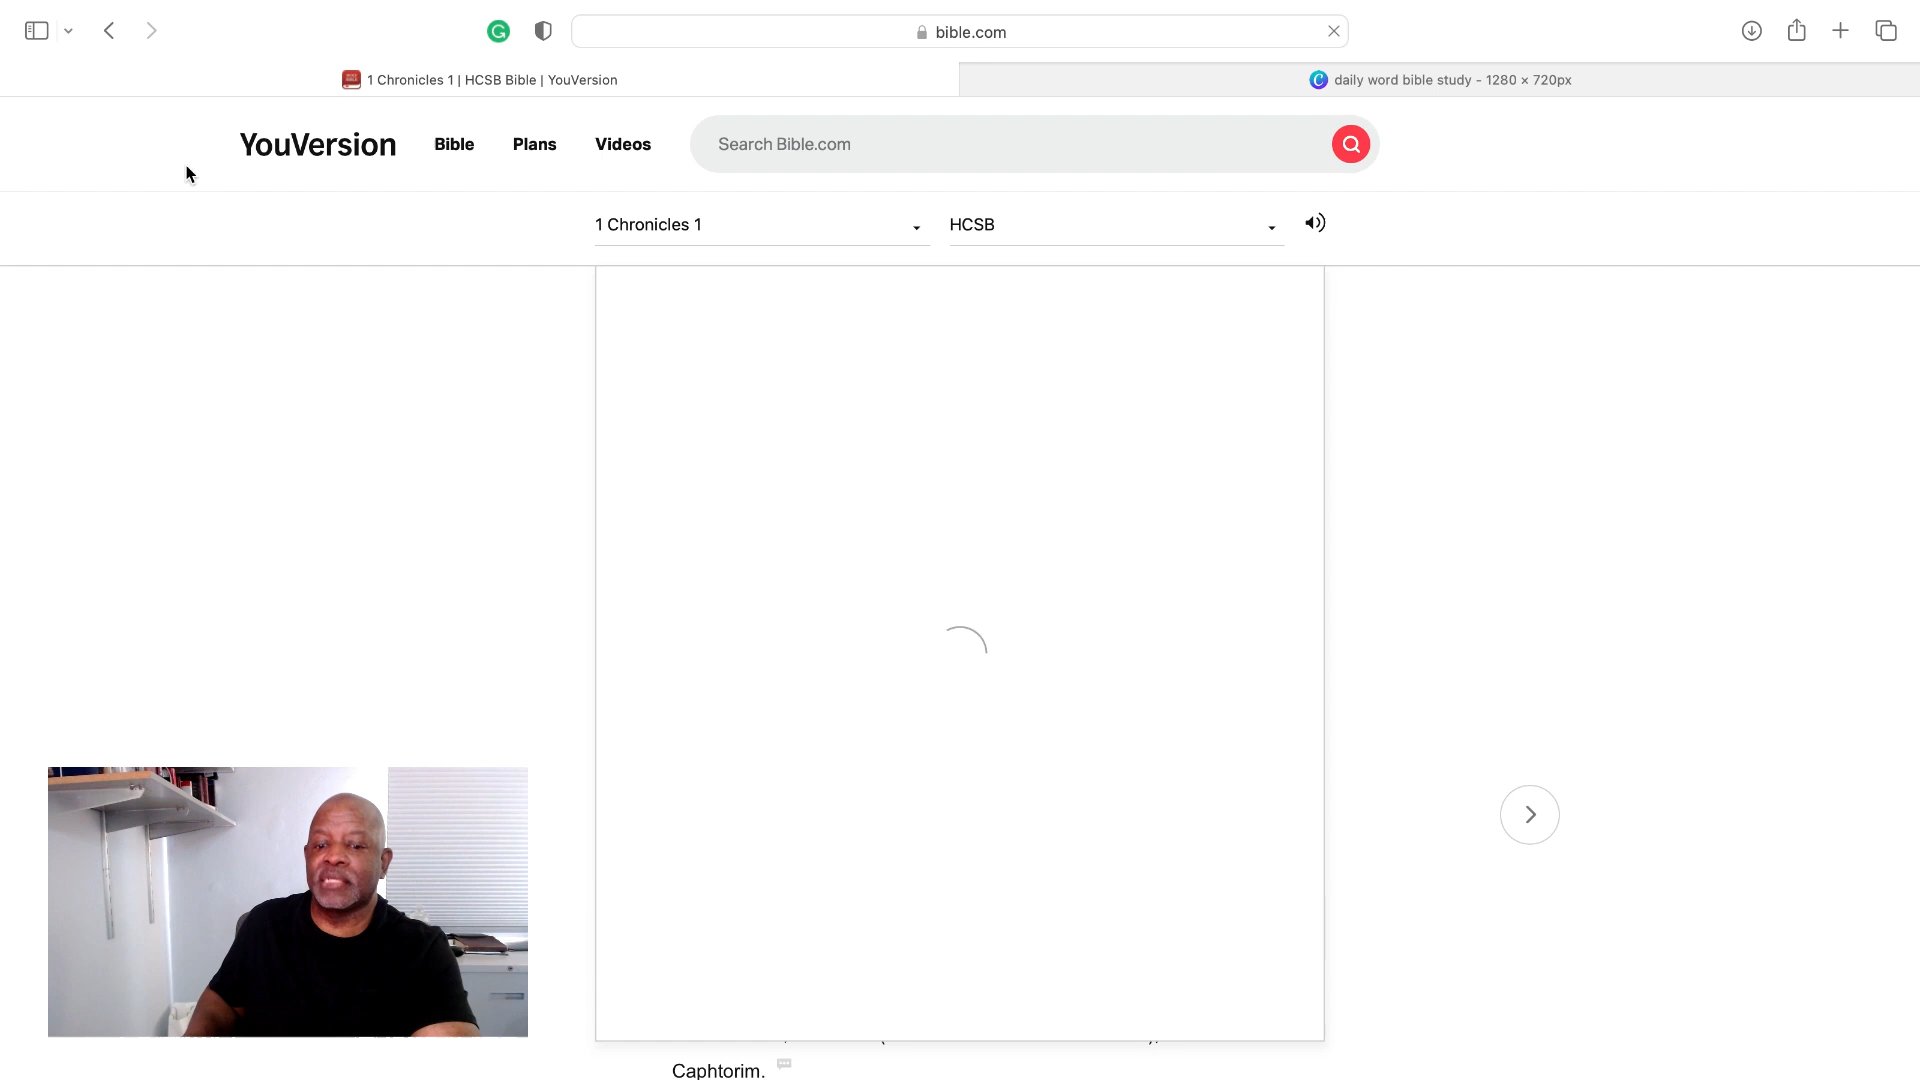 bible.com
1 Chronicles 1 | HCSB Bible | YouVersion
daily word bible study - 1280 × 720px
YouVersion
Bible
Plans
Videos
Search Bible.com
1 Chronicles 1
HCSB
Caphtorim.